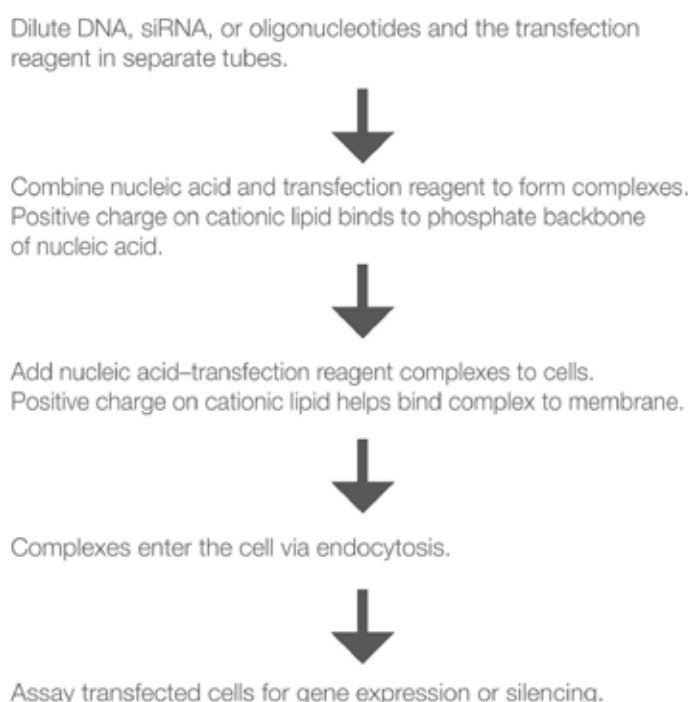 Dilute DNA, siRNA, or oligonucleotides and the transfection
reagent in separate tubes.
Combine nucleic acid and transfection reagent to form complexes.
Positive charge on cationic lipid binds to phosphate backbone
of nucleic acid.
Add nucleic acid–transfection reagent complexes to cells.
Positive charge on cationic lipid helps bind complex to membrane.
Complexes enter the cell via endocytosis.
Assay transfected cells for gene expression or silencing.